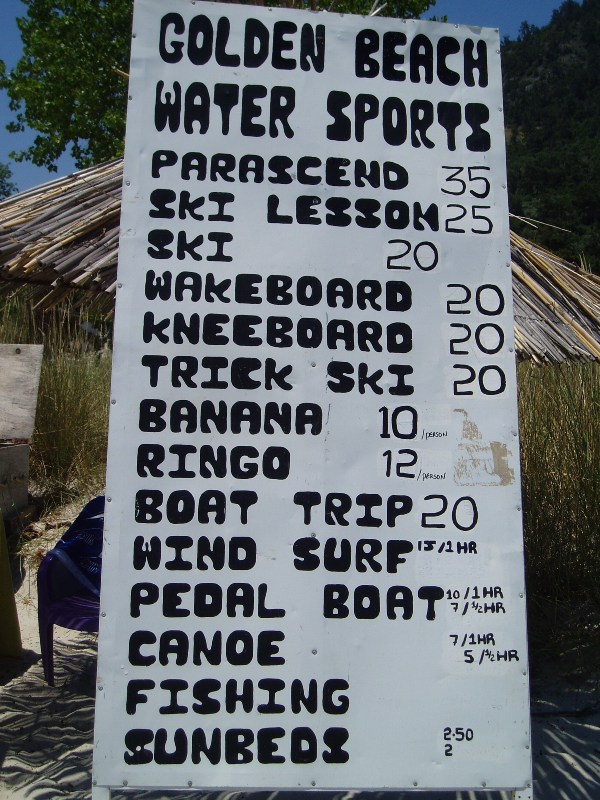 GOLDEN BEACH
WATER SPORTS
PARASCEND 35
SKI LESSON 25
SKI 20
WAKEBOARD 20
KNEEBOARD 20
TRICK SKI 20
BANANA 10 /PERSON
RINGO 12 /PERSON
BOAT TRIP 20
WIND SURF 15/1HR
PEDAL BOAT 10/1HR
7/½HR
CANOE 7/1HR
5/½HR
FISHING
SUNBEDS 2.50
2